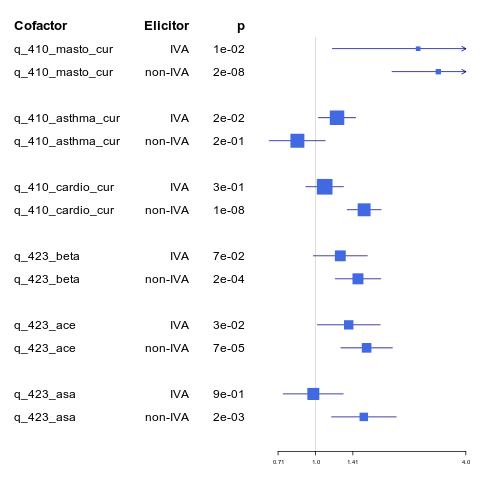 Cofactor Elicitor p
q_410_masto_cur IVA 1e-02
q_410_masto_cur non-IVA 2e-08
q_410_asthma_cur IVA 2e-02
q_410_asthma_cur non-IVA 2e-01
q_410_cardio_cur IVA 3e-01
q_410_cardio_cur non-IVA 1e-08
q_423_beta IVA 7e-02
q_423_beta non-IVA 2e-04
q_423_ace IVA 3e-02
q_423_ace non-IVA 7e-05
q_423_asa IVA 9e-01
q_423_asa non-IVA 2e-03
0.71 1.0 1.41 4.0